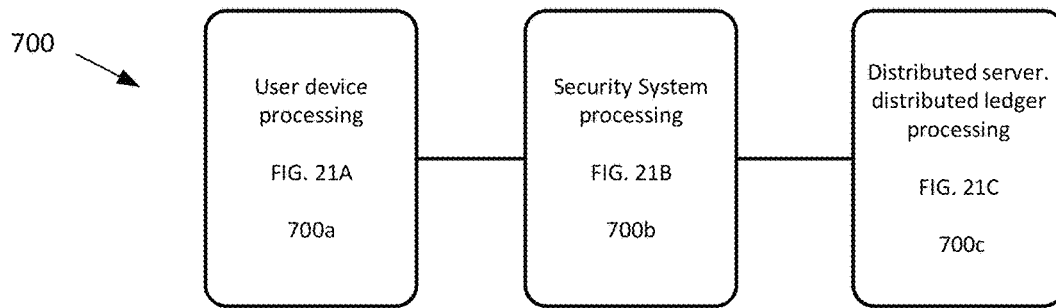 700
User device
processing
FIG. 21A
700a
Security System
processing
FIG. 21B
700b
Distributed server.
distributed ledger
processing
FIG. 21C
700c